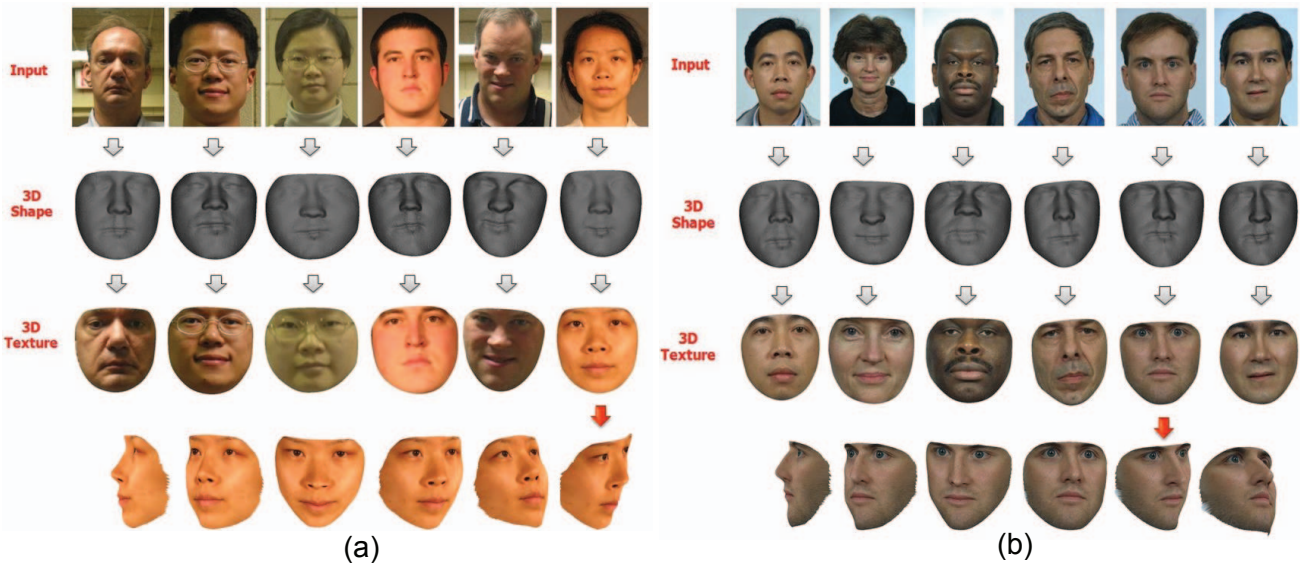 Input
3D
Shape
3D
Texture
(a)
Input
3D
Shape
3D
Texture
(b)